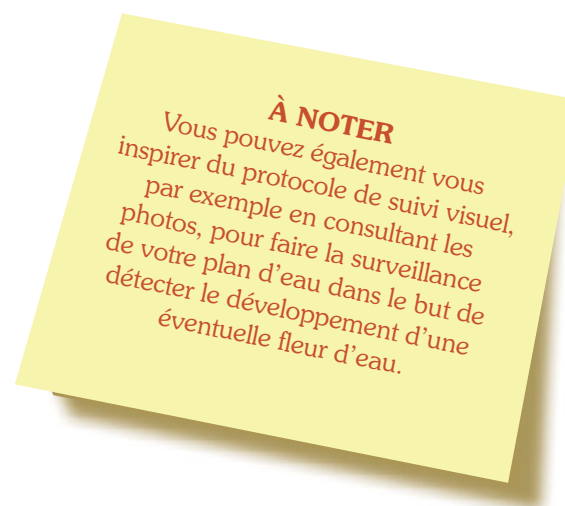 À NOTER
Vous pouvez également vous
inspirer du protocole de suivi visuel,
par exemple en consultant les
photos, pour faire la surveillance
de votre plan d’eau dans le but de
détecter le développement d’une
éventuelle fleur d’eau.